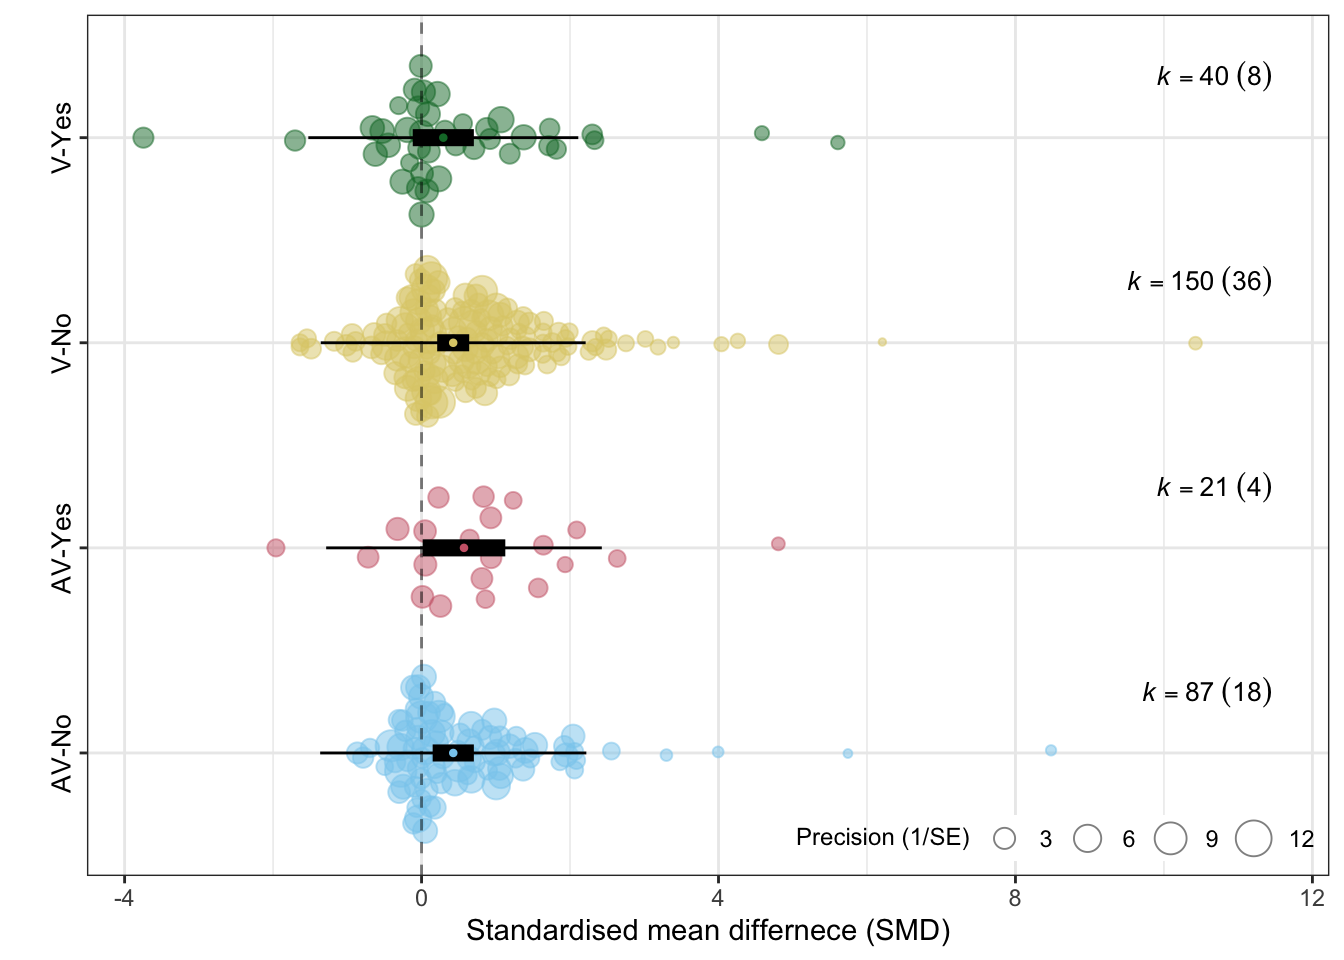 V-Yes
k = 40 (8)
V-No
k = 150 (36)
AV-Yes
k = 21 (4)
AV-No
k = 87 (18)
Precision (1/SE) 3 6 9 12
-4 0 4 8 12
Standardised mean differnece (SMD)